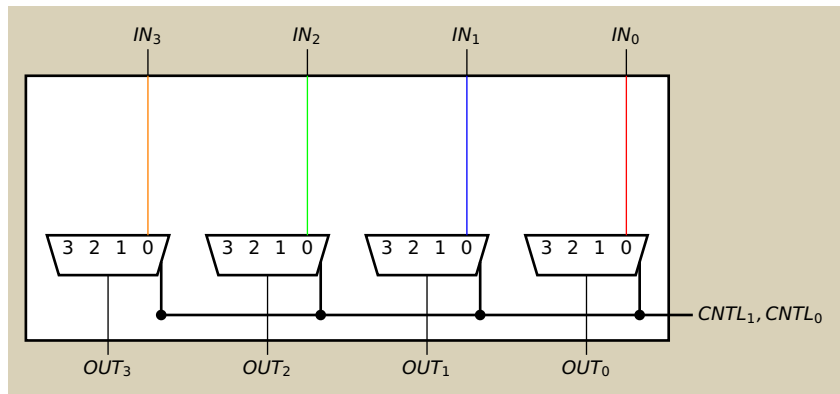 IN₃ IN₂ IN₁ IN₀
3 2 1 0 3 2 1 0 3 2 1 0 3 2 1 0
CNTL₁, CNTL₀
OUT₃ OUT₂ OUT₁ OUT₀